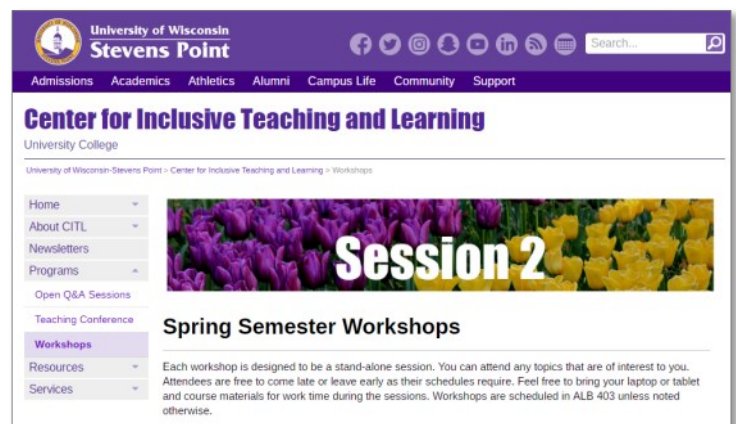 University of Wisconsin
Stevens Point
Search...
Admissions Academics Athletics Alumni Campus Life Community Support
Center for Inclusive Teaching and Learning
University College
University of Wisconsin-Stevens Point > Center for Inclusive Teaching and Learning > Workshops
Home
About CITL
Newsletters
Programs
Open Q&A Sessions
Teaching Conference
Workshops
Resources
Services
Session 2
Spring Semester Workshops
Each workshop is designed to be a stand-alone session. You can attend any topics that are of interest to you.
Attendees are free to come late or leave early as their schedules require. Feel free to bring your laptop or tablet
and course materials for work time during the sessions. Workshops are scheduled in ALB 403 unless noted
otherwise.